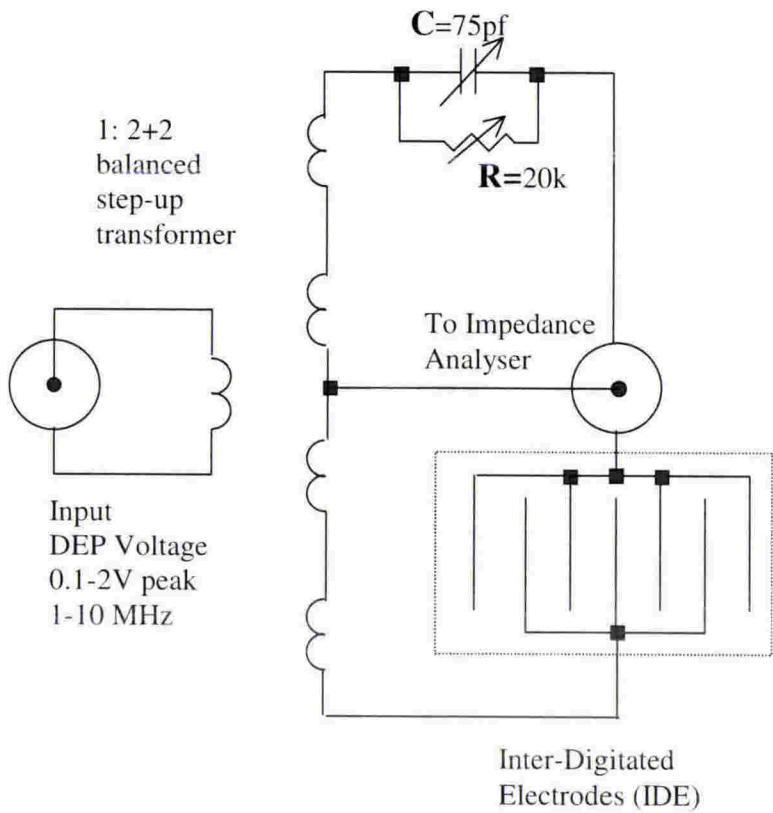 C=75pf
1: 2+2
balanced
step-up
transformer
R=20k
To Impedance
Analyser
Input
DEP Voltage
0.1-2V peak
1-10 MHz
Inter-Digitated
Electrodes (IDE)